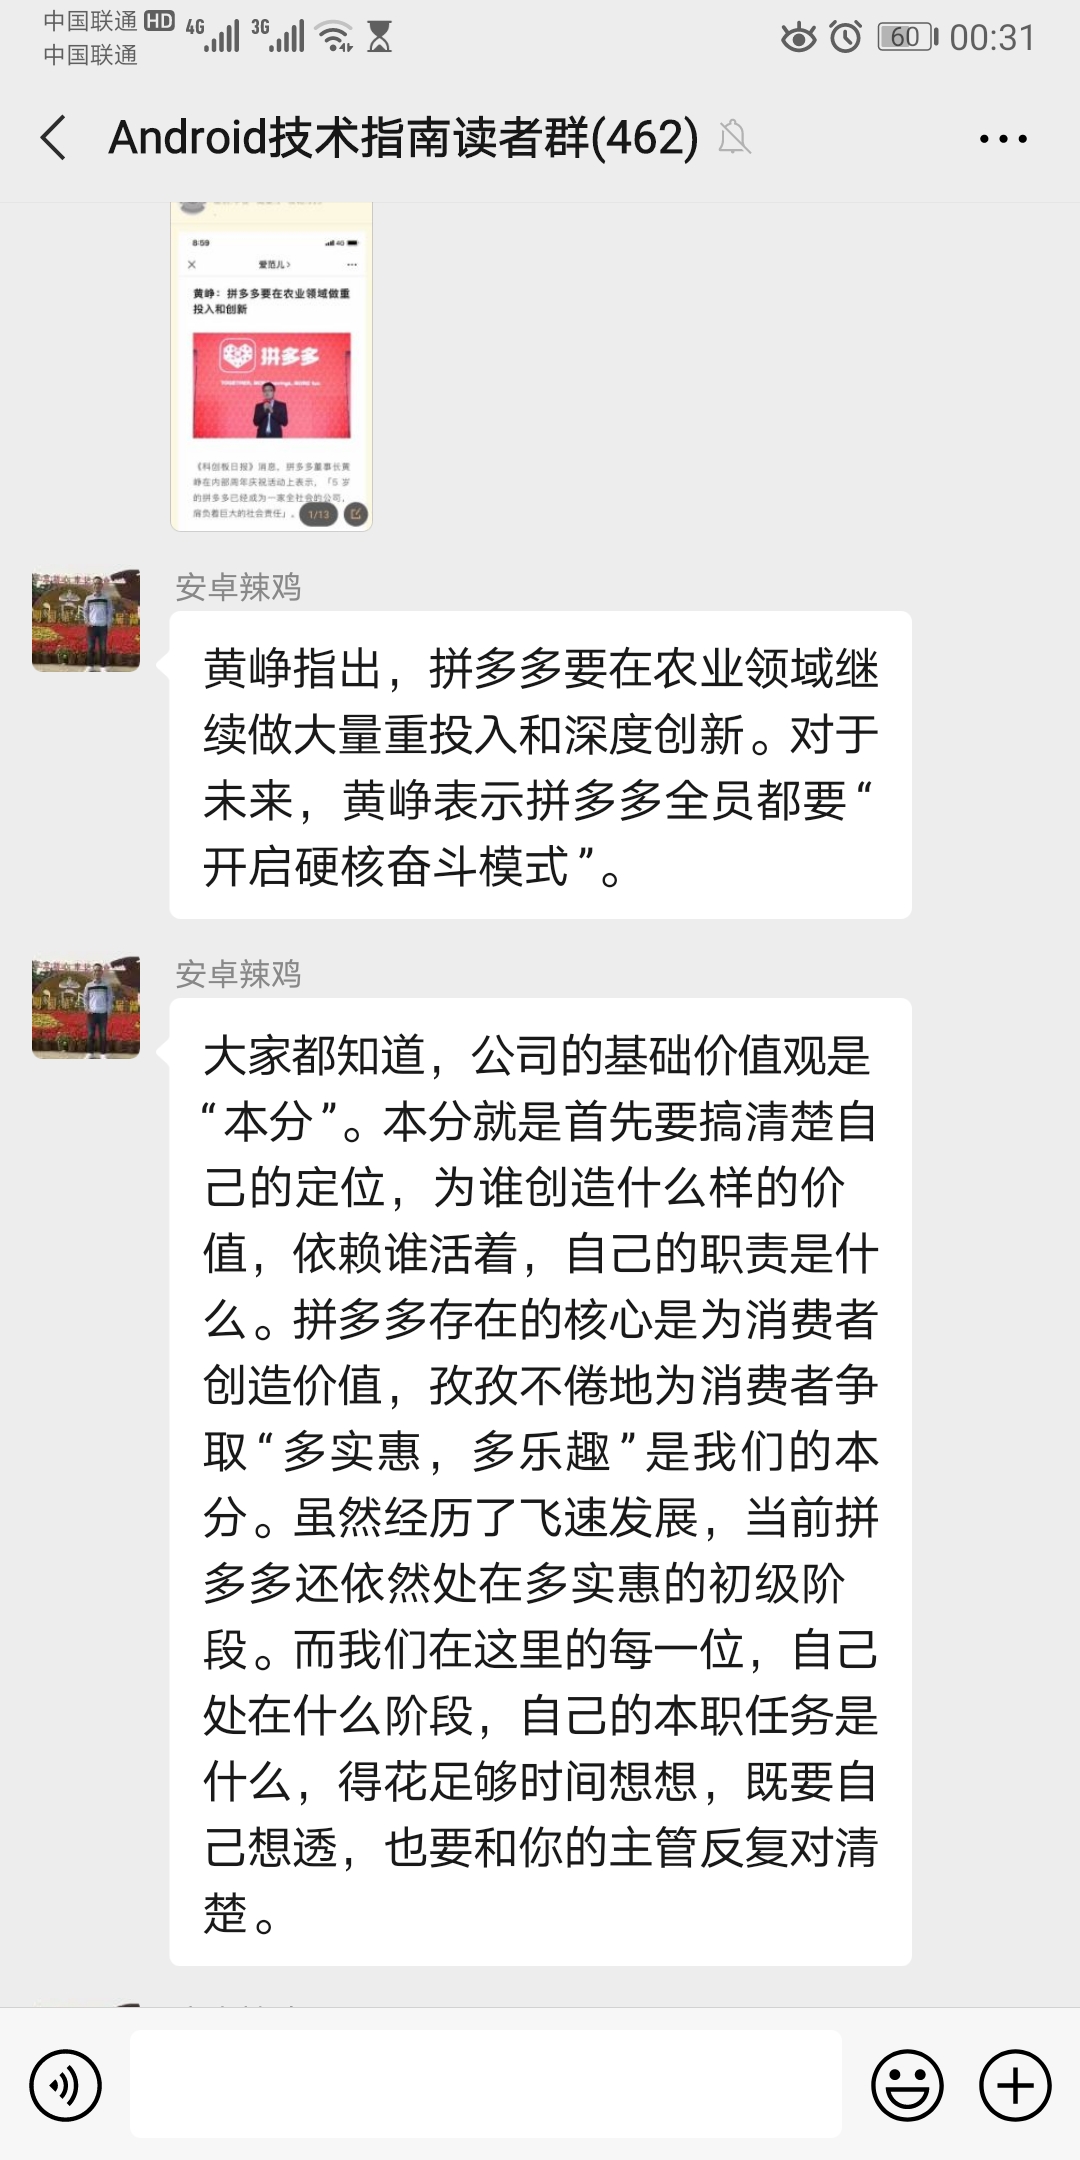 中国联通 HD 4G 3G 60 00:31
中国联通
Android技术指南读者群(462)
8:59 4G
爱范儿
黄峥：拼多多要在农业领域做重
投入和创新
拼多多
《科创板日报》消息，拼多多董事长黄
峥在内部周年庆祝活动上表示，「5 岁
的拼多多已经成为一家全社会的公司，
肩负着巨大的社会责任」。 1/13
安卓辣鸡
黄峥指出，拼多多要在农业领域继
续做大量重投入和深度创新。对于
未来，黄峥表示拼多多全员都要“
开启硬核奋斗模式”。
安卓辣鸡
大家都知道，公司的基础价值观是
“本分”。本分就是首先要搞清楚自
己的定位，为谁创造什么样的价
值，依赖谁活着，自己的职责是什
么。拼多多存在的核心是为消费者
创造价值，孜孜不倦地为消费者争
取“多实惠，多乐趣”是我们的本
分。虽然经历了飞速发展，当前拼
多多还依然处在多实惠的初级阶
段。而我们在这里的每一位，自己
处在什么阶段，自己的本职任务是
什么，得花足够时间想想，既要自
己想透，也要和你的主管反复对清
楚。